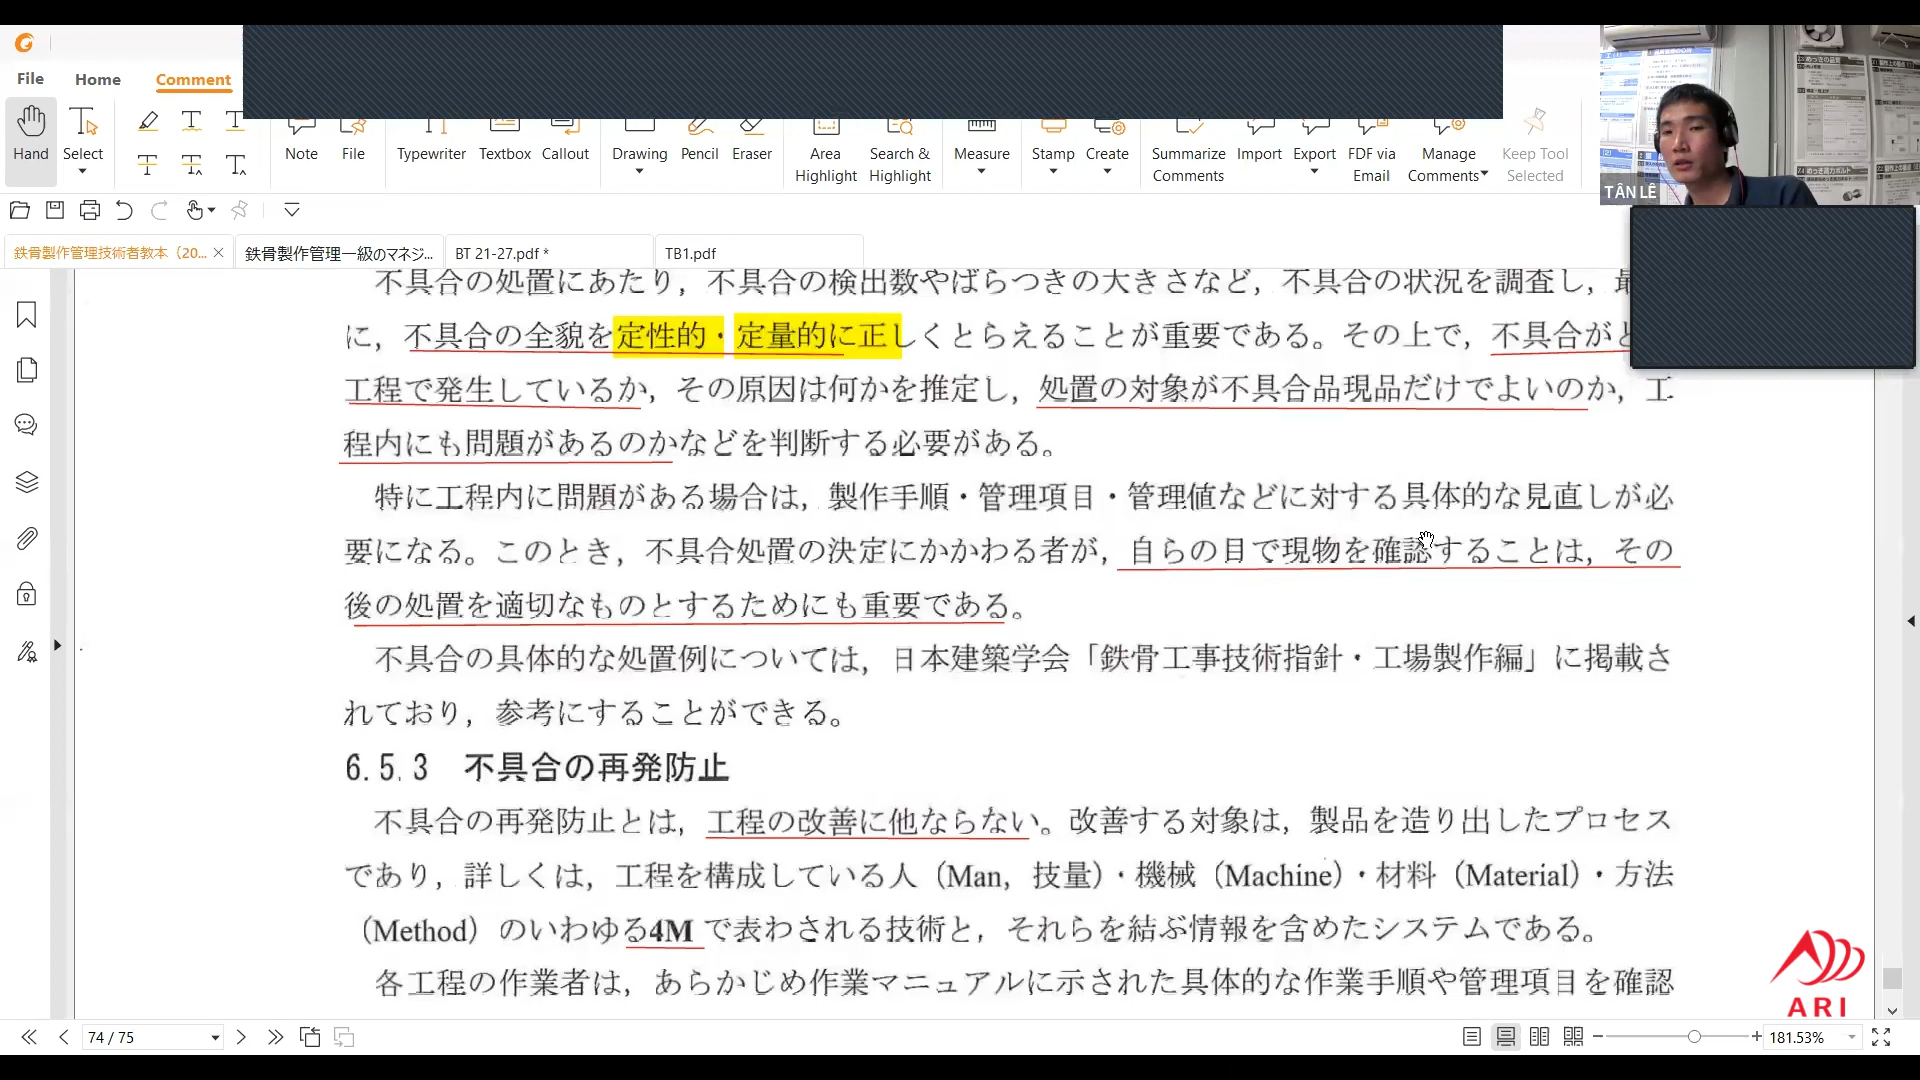 File Home Comment
TÂN LÊ
Hand Select Note File Typewriter Textbox Callout Drawing Pencil Eraser Area Highlight Search & Highlight Measure Stamp Create Summarize Comments Import Export FDF via Email Manage Comments Keep Tool Selected
鉄骨製作管理技術者教本（20... 鉄骨製作管理一級のマネジ... BT 21-27.pdf * TB1.pdf
不具合の処置にあたり，不具合の検出数やばらつきの大きさなど，不具合の状況を調査し，最
に，不具合の全貌を定性的・定量的に正しくとらえることが重要である。その上で，不具合がど
工程で発生しているか，その原因は何かを推定し，処置の対象が不具合品現品だけでよいのか，工
程内にも問題があるのかなどを判断する必要がある。
特に工程内に問題がある場合は，製作手順・管理項目・管理値などに対する具体的な見直しが必
要になる。このとき，不具合処置の決定にかかわる者が，自らの目で現物を確認することは，その
後の処置を適切なものとするためにも重要である。
不具合の具体的な処置例については，日本建築学会「鉄骨工事技術指針・工場製作編」に掲載さ
れており，参考にすることができる。
6.5.3 不具合の再発防止
不具合の再発防止とは，工程の改善に他ならない。改善する対象は，製品を造り出したプロセス
であり，詳しくは，工程を構成している人（Man，技量）・機械（Machine）・材料（Material）・方法
（Method）のいわゆる4M で表わされる技術と，それらを結ぶ情報を含めたシステムである。
各工程の作業者は，あらかじめ作業マニュアルに示された具体的な作業手順や管理項目を確認
ARI
74 / 75 181.53%